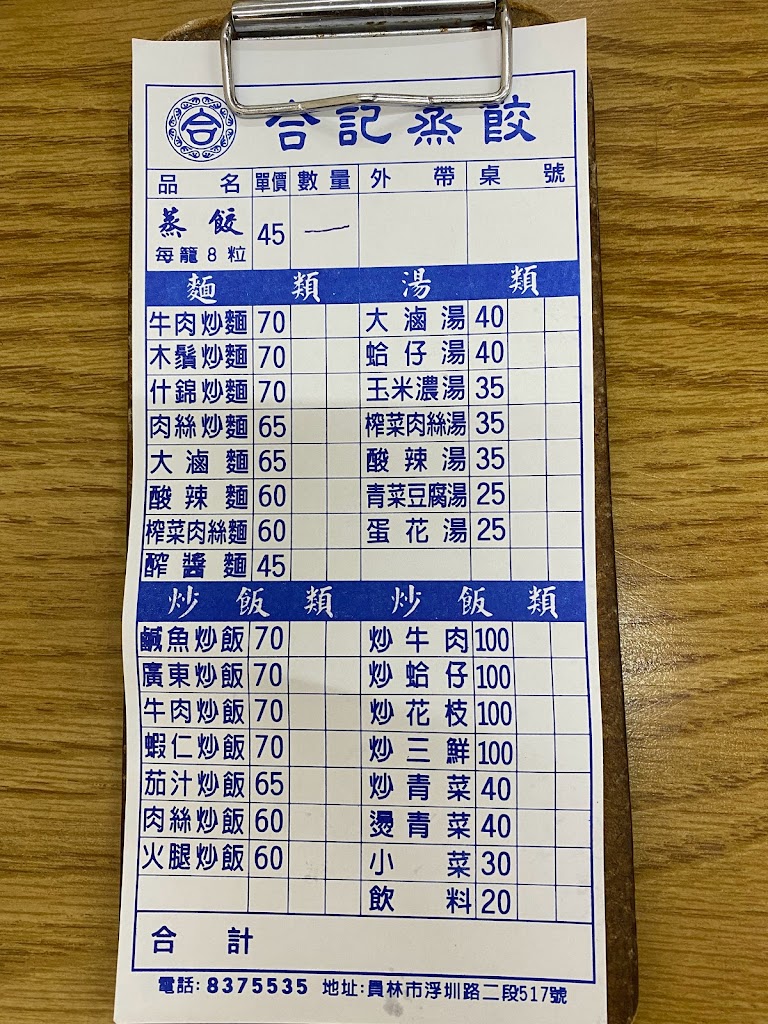 合 合記蒸餃
品名 單價 數量 外帶 桌號
蒸餃 45 一
每籠8粒
麵類 湯類
牛肉炒麵 70 大滷湯 40
木鬚炒麵 70 蛤仔湯 40
什錦炒麵 70 玉米濃湯 35
肉絲炒麵 65 榨菜肉絲湯 35
大滷麵 65 酸辣湯 35
酸辣麵 60 青菜豆腐湯 25
榨菜肉絲麵 60 蛋花湯 25
醡醬麵 45
炒飯類 炒飯類
鹹魚炒飯 70 炒牛肉 100
廣東炒飯 70 炒蛤仔 100
牛肉炒飯 70 炒花枝 100
蝦仁炒飯 70 炒三鮮 100
茄汁炒飯 65 炒青菜 40
肉絲炒飯 60 燙青菜 40
火腿炒飯 60 小菜 30
飲料 20
合計
電話: 8375535 地址: 員林市浮圳路二段517號